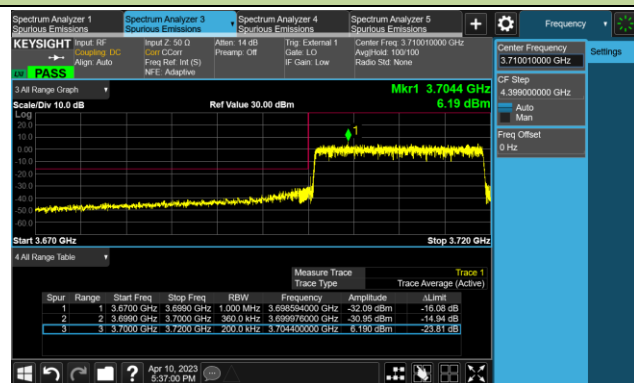 Spectrum Analyzer 1
Spurious Emissions
Spectrum Analyzer 3
Spurious Emissions
Spectrum Analyzer 4
Spurious Emissions
Spectrum Analyzer 5
Spurious Emissions
+
Frequency
KEYSIGHT
Input: RF
Coupling: DC
Align: Auto
Input Z: 50 Ω
Corr CCorr
Freq Ref: Int (S)
NFE: Adaptive
Atten: 14 dB
Preamp: Off
Trig: External 1
Gate: LO
IF Gain: Low
Center Freq: 3.710010000 GHz
Avg|Hold: 100/100
Radio Std: None
PASS
Center Frequency
3.710010000 GHz
Settings
CF Step
4.399000000 GHz
Auto
Man
Freq Offset
0 Hz
3 All Range Graph
Mkr1 3.7044 GHz
Scale/Div 10.0 dB
Ref Value 30.00 dBm
6.19 dBm
Log
20.0
10.0
0.00
-10.0
-20.0
-30.0
-40.0
-50.0
-60.0
1
Start 3.670 GHz
Stop 3.720 GHz
4 All Range Table
Measure Trace Trace 1
Trace Type Trace Average (Active)
Spur Range Start Freq Stop Freq RBW Frequency Amplitude ΔLimit
1 1 3.6700 GHz 3.6990 GHz 1.000 MHz 3.698594000 GHz -32.09 dBm -16.08 dB
2 2 3.6990 GHz 3.7000 GHz 360.0 kHz 3.699976000 GHz -30.95 dBm -14.94 dB
3 3 3.7000 GHz 3.7200 GHz 200.0 kHz 3.704400000 GHz 6.190 dBm -23.81 dB
?
Apr 10, 2023
5:37:00 PM